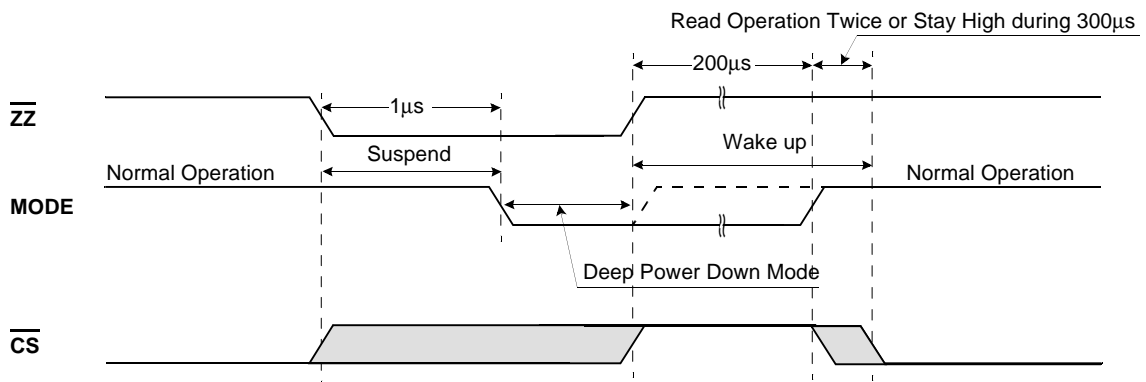 Read Operation Twice or Stay High during 300μs
200μs
ZZ
1μs
Suspend
Wake up
Normal Operation
Normal Operation
MODE
Deep Power Down Mode
CS